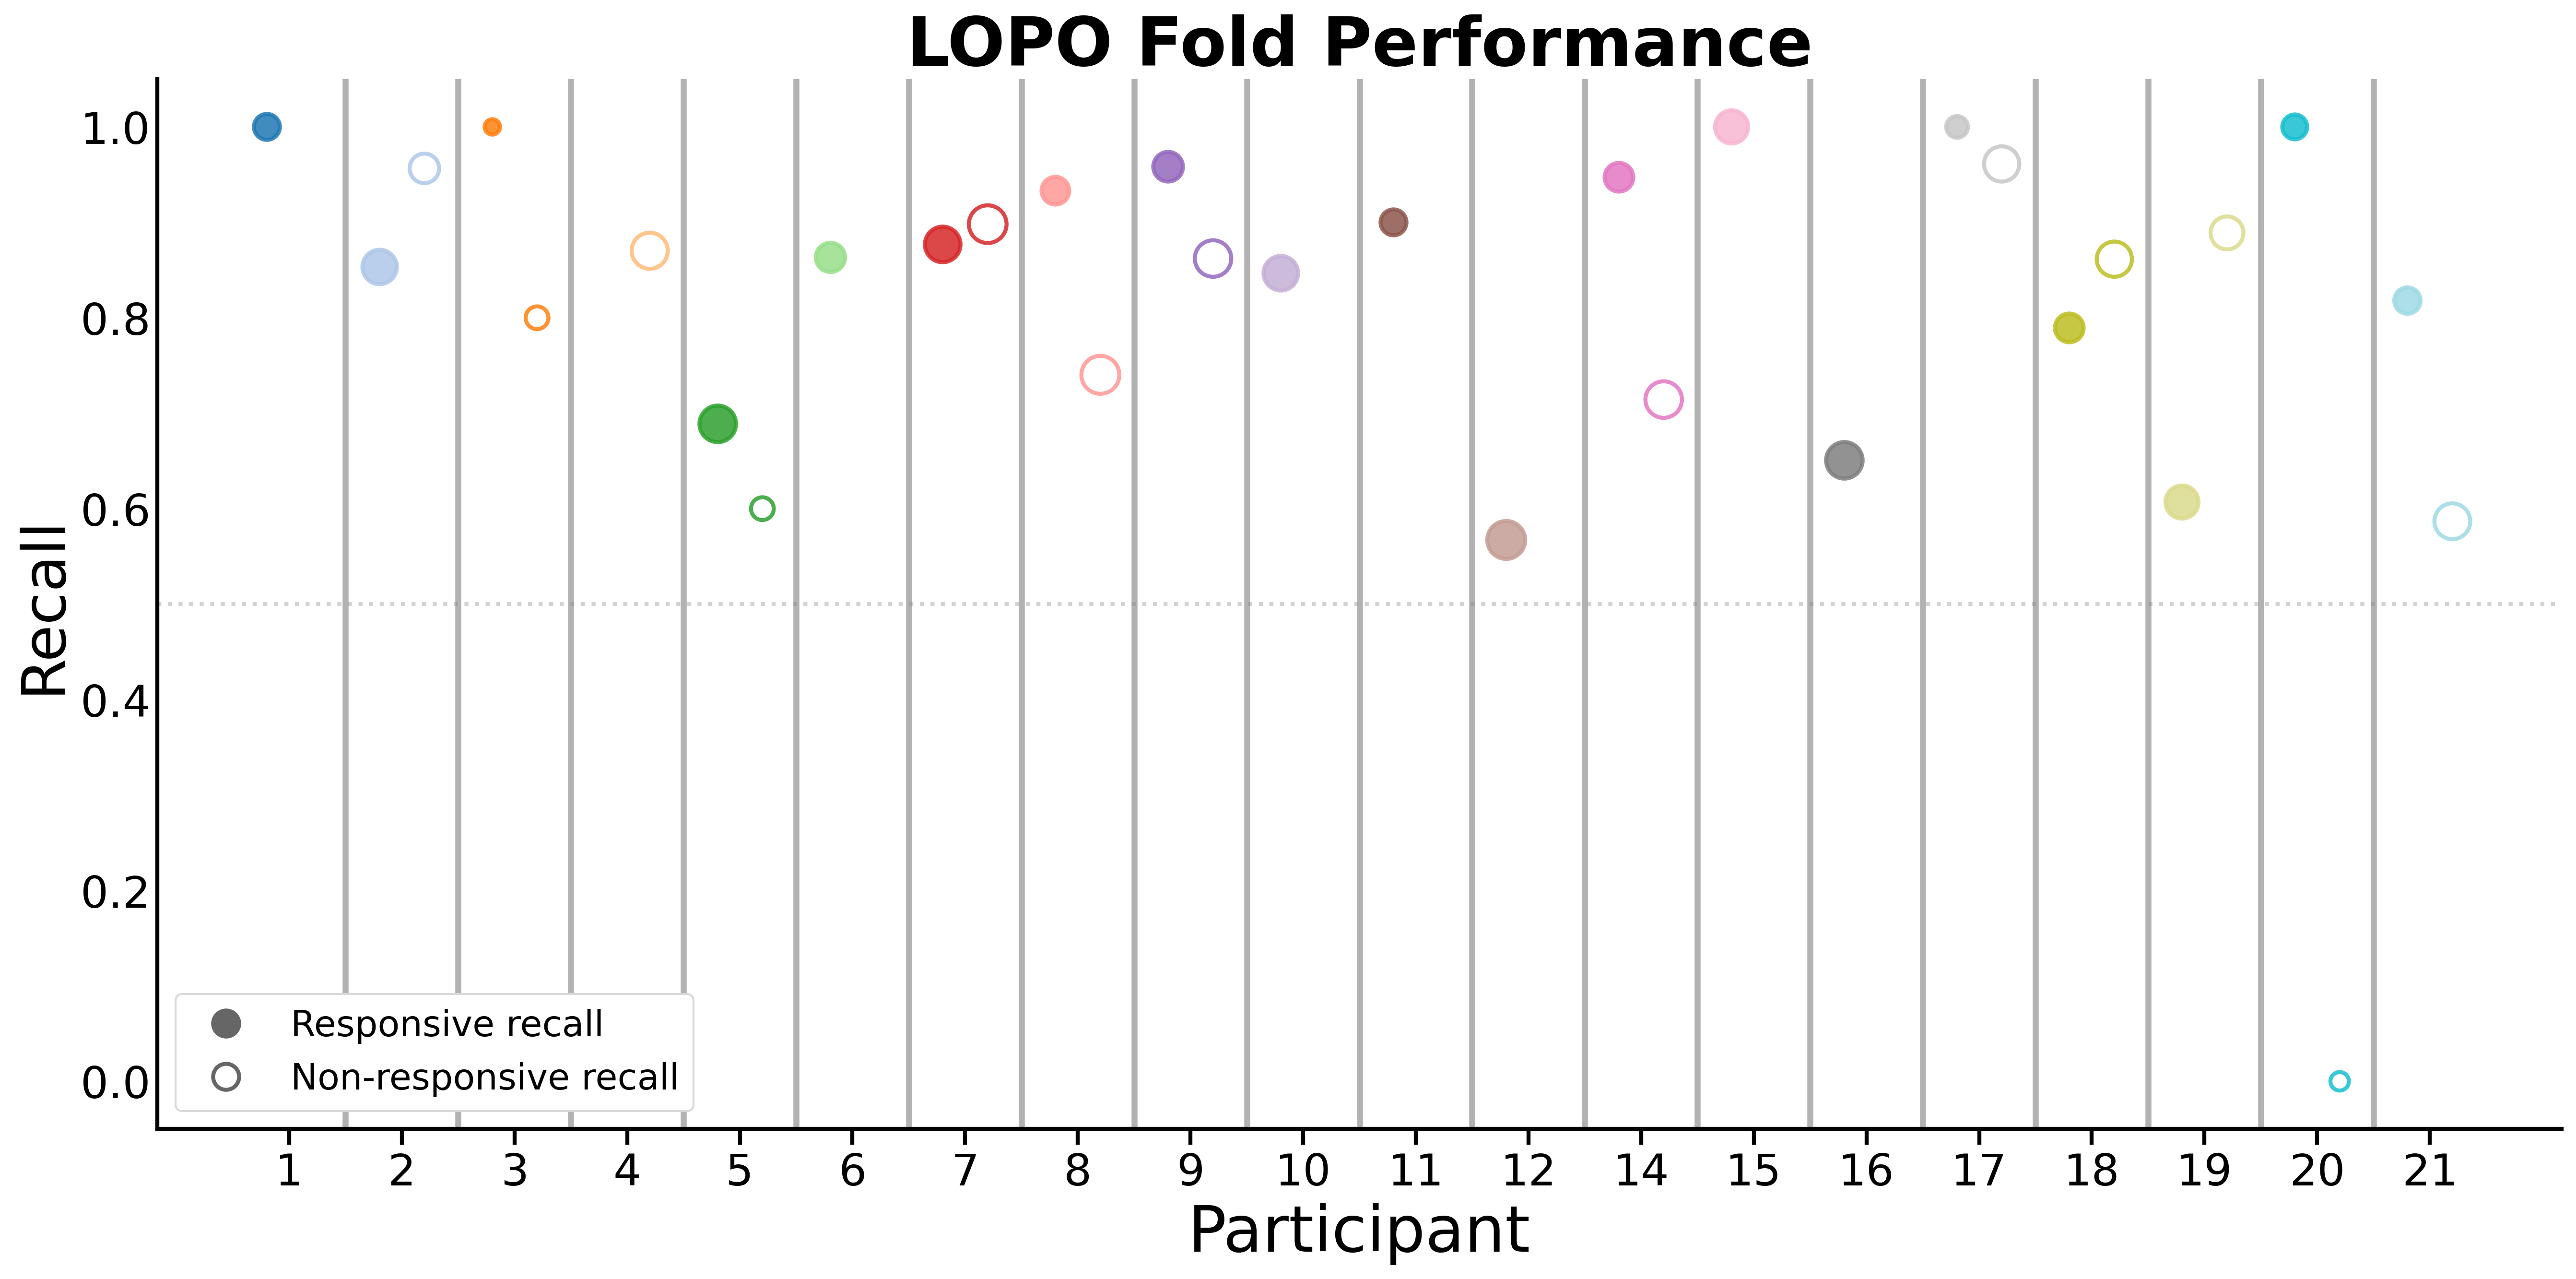 LOPO Fold Performance
1.0
0.8
0.6
0.4
0.2
0.0
Recall
Responsive recall
Non-responsive recall
1 2 3 4 5 6 7 8 9 10 11 12 14 15 16 17 18 19 20 21
Participant